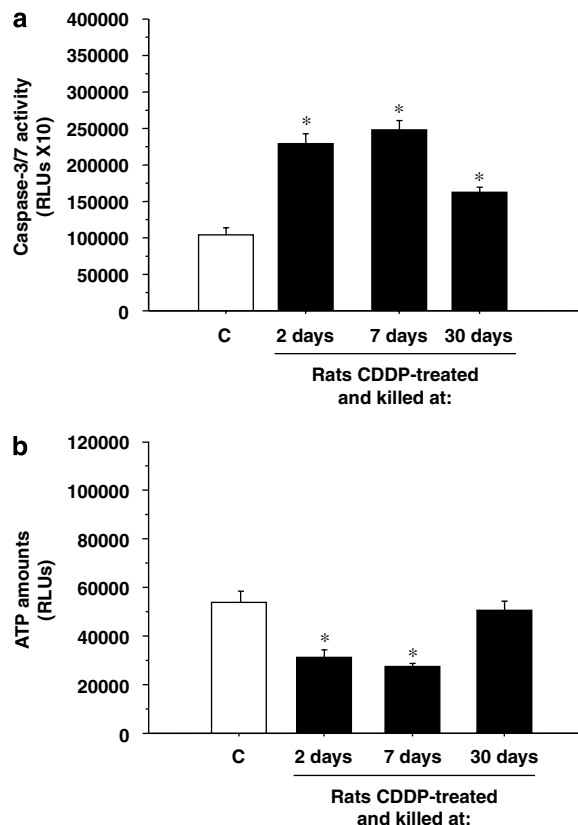 a
Caspase-3/7 activity
(RLUs X10)
400000
350000
300000
250000
200000
150000
100000
50000
0
*
*
*
C
2 days
7 days
30 days
Rats CDDP-treated
and killed at:
b
ATP amounts
(RLUs)
120000
100000
80000
60000
40000
20000
0
*
*
C
2 days
7 days
30 days
Rats CDDP-treated
and killed at: